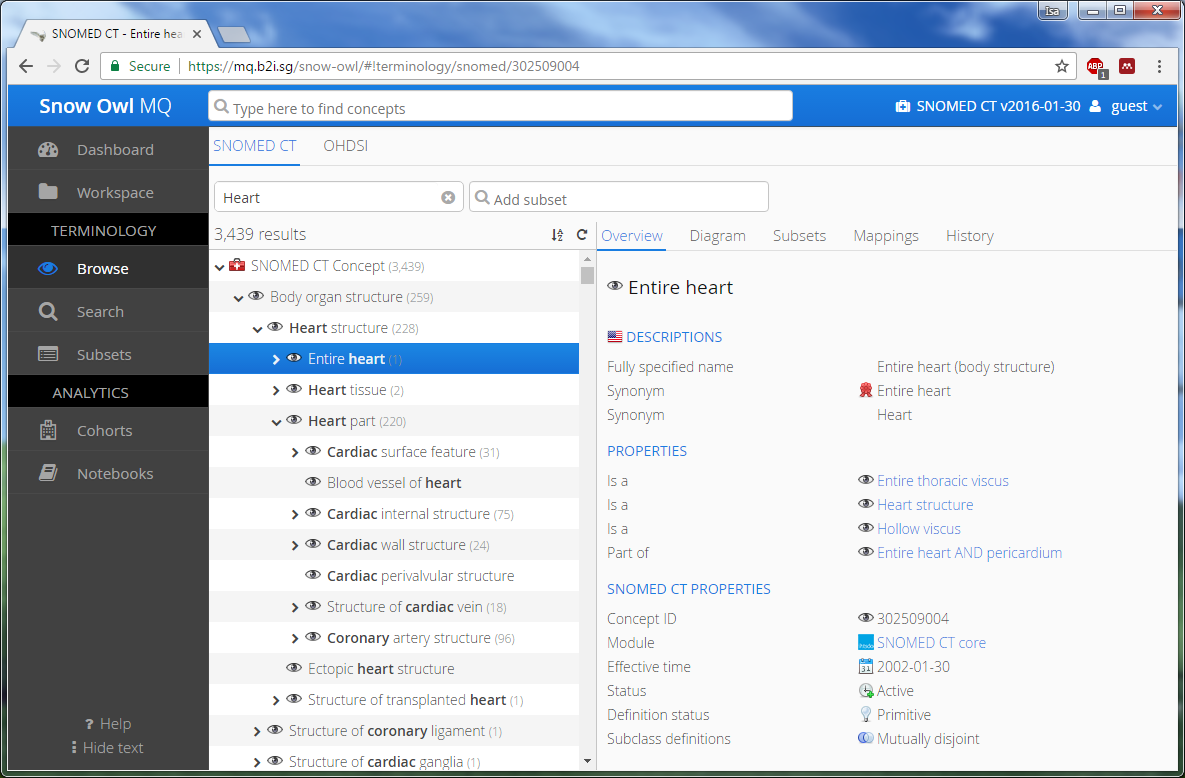 Isa
SNOMED CT - Entire hea
Secure https://mq.b2i.sg/snow-owl/#!terminology/snomed/302509004
ABP 1
Snow Owl MQ
Type here to find concepts
SNOMED CT v2016-01-30 guest
Dashboard
Workspace
TERMINOLOGY
Browse
Search
Subsets
ANALYTICS
Cohorts
Notebooks
? Help
Hide text
SNOMED CT OHDSI
Heart
Add subset
3,439 results
SNOMED CT Concept (3,439)
Body organ structure (259)
Heart structure (228)
Entire heart (1)
Heart tissue (2)
Heart part (220)
Cardiac surface feature (31)
Blood vessel of heart
Cardiac internal structure (75)
Cardiac wall structure (24)
Cardiac perivalvular structure
Structure of cardiac vein (18)
Coronary artery structure (96)
Ectopic heart structure
Structure of transplanted heart (1)
Structure of coronary ligament (1)
Structure of cardiac ganglia (1)
Overview Diagram Subsets Mappings History
Entire heart
DESCRIPTIONS
Fully specified name Entire heart (body structure)
Synonym Entire heart
Synonym Heart
PROPERTIES
Is a Entire thoracic viscus
Is a Heart structure
Is a Hollow viscus
Part of Entire heart AND pericardium
SNOMED CT PROPERTIES
Concept ID 302509004
Module SNOMED CT core
Effective time 31 2002-01-30
Status Active
Definition status Primitive
Subclass definitions Mutually disjoint